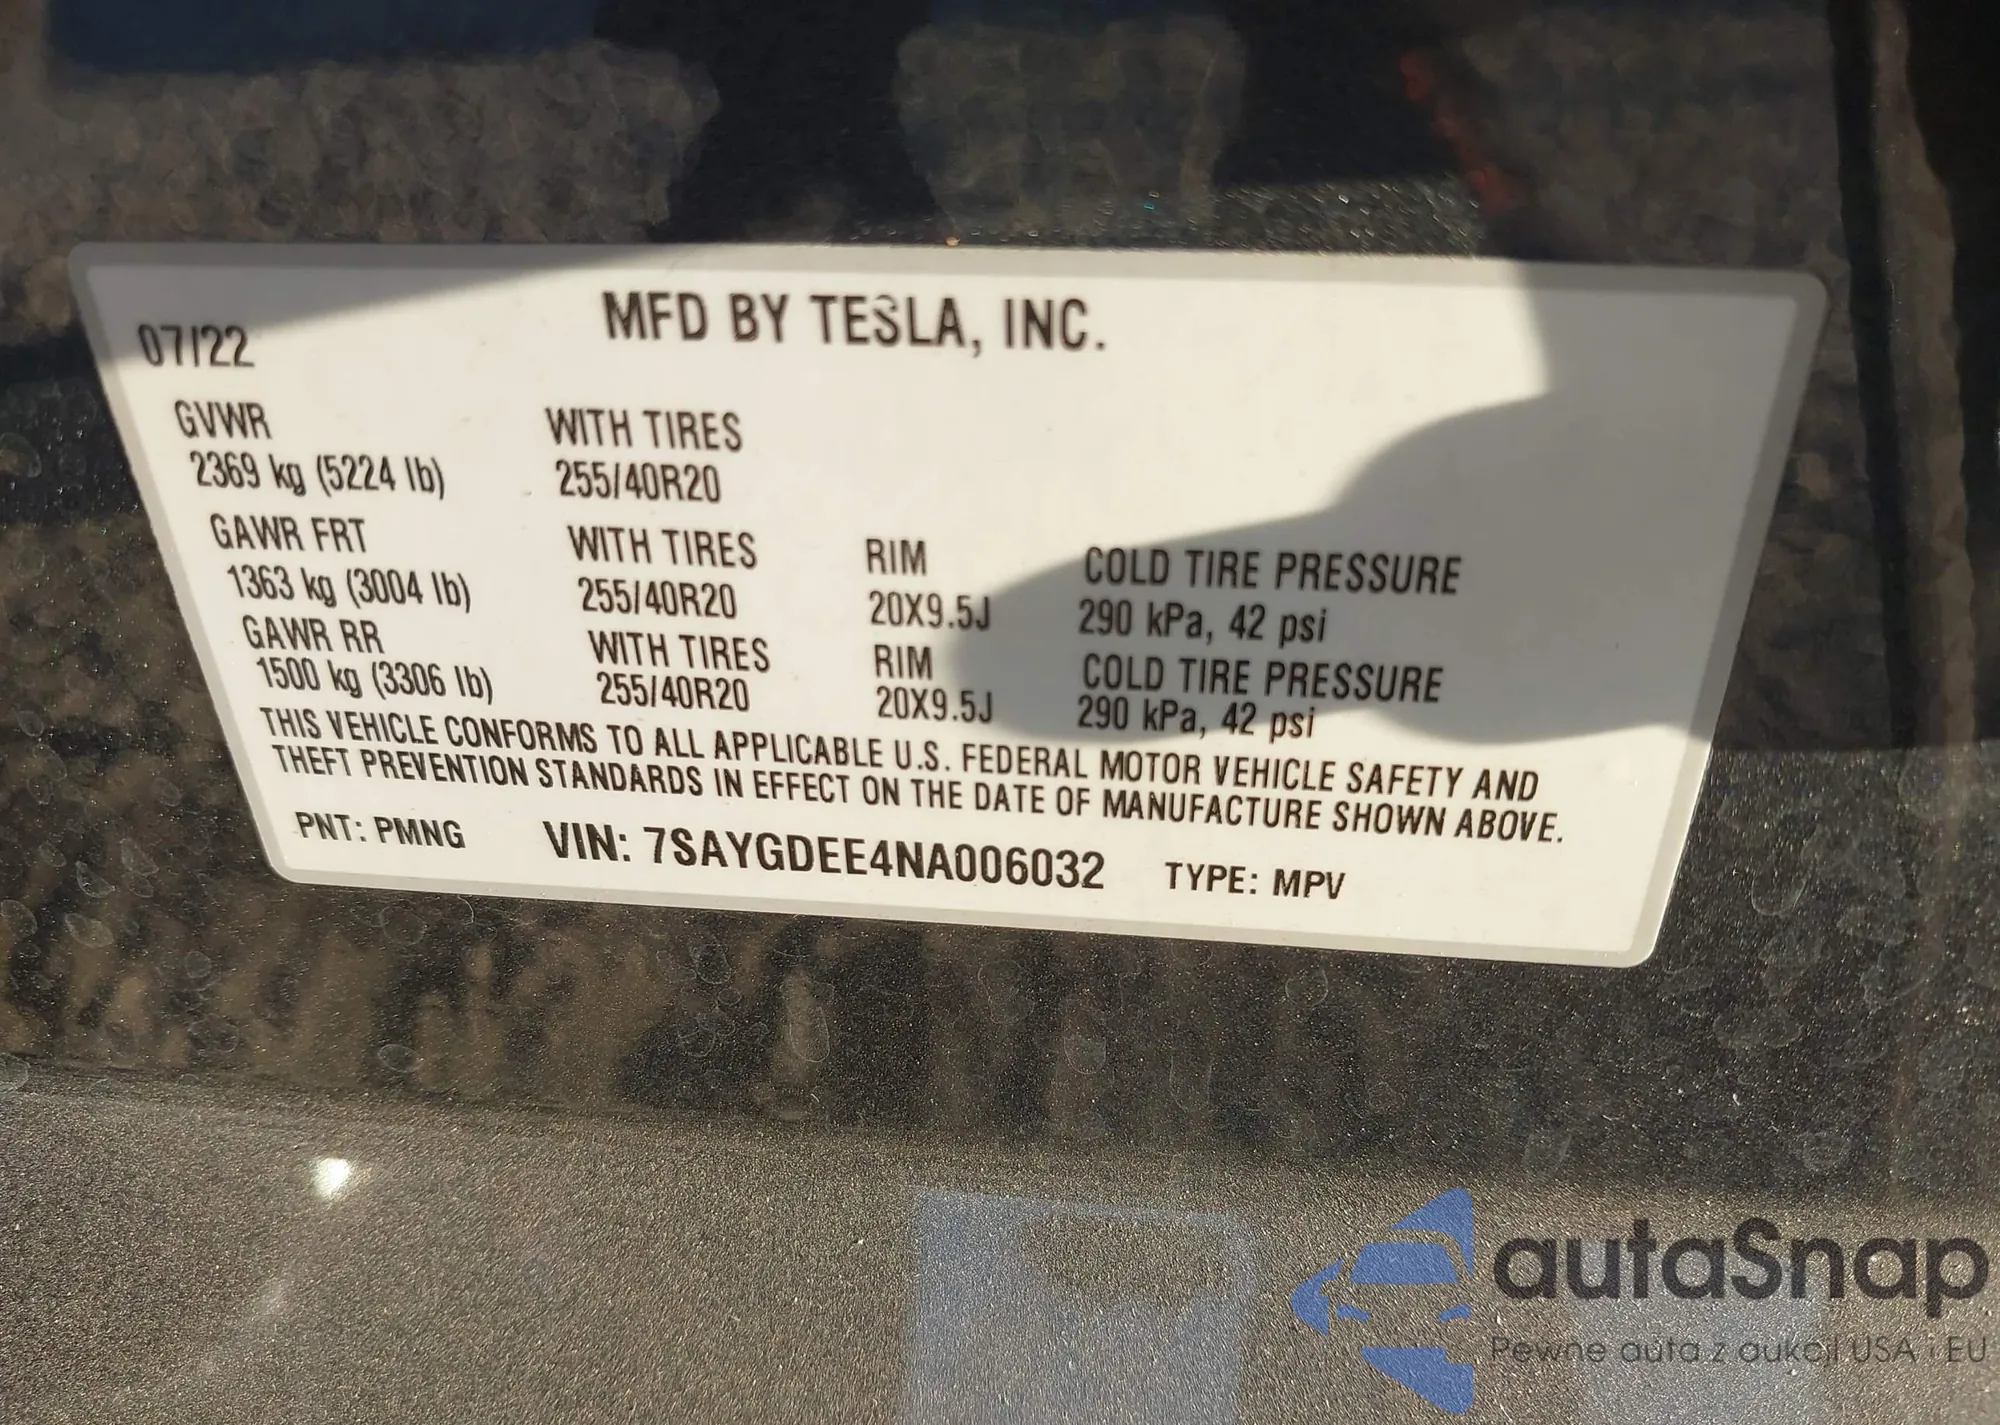 MFD BY TESLA, INC.
07/22
GVWR WITH TIRES
2369 kg (5224 lb) 255/40R20
GAWR FRT WITH TIRES RIM COLD TIRE PRESSURE
1363 kg (3004 lb) 255/40R20 20X9.5J 290 kPa, 42 psi
GAWR RR WITH TIRES RIM COLD TIRE PRESSURE
1500 kg (3306 lb) 255/40R20 20X9.5J 290 kPa, 42 psi
THIS VEHICLE CONFORMS TO ALL APPLICABLE U.S. FEDERAL MOTOR VEHICLE SAFETY AND
THEFT PREVENTION STANDARDS IN EFFECT ON THE DATE OF MANUFACTURE SHOWN ABOVE.
PNT: PMNG VIN: 7SAYGDEE4NA006032 TYPE: MPV
autaSnap
Pewne auta z aukcji USA i EU